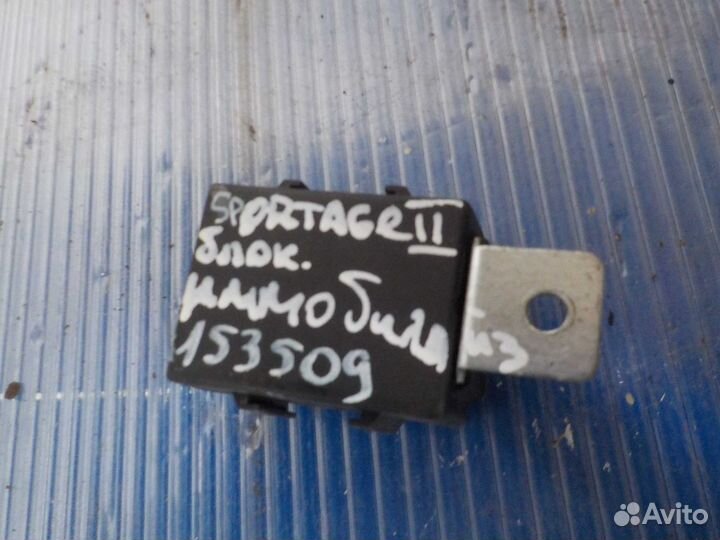 SPORTAGE II
блок.
иммобилайз
153509
Avito